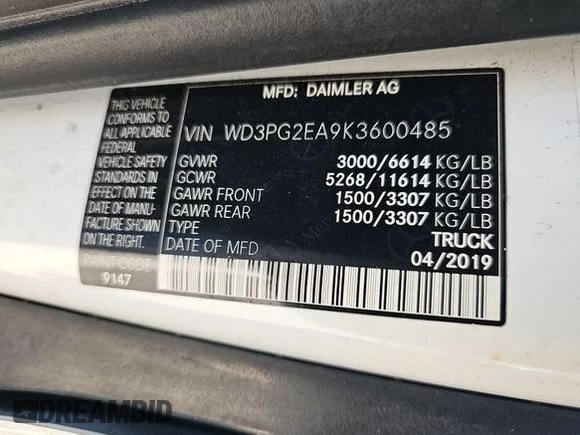 MFD: DAIMLER AG
THIS VEHICLE
CONFORMS TO
ALL APPLICABLE
FEDERAL
VEHICLE SAFETY
STANDARDS IN
EFFECT ON THE
DATE OF MANU-
FACTURE SHOWN
ON THE RIGHT.
PAINT CODE
9147
VIN WD3PG2EA9K3600485
GVWR 3000/6614 KG/LB
GCWR 5268/11614 KG/LB
GAWR FRONT 1500/3307 KG/LB
GAWR REAR 1500/3307 KG/LB
TYPE TRUCK
DATE OF MFD 04/2019
DREAMBID